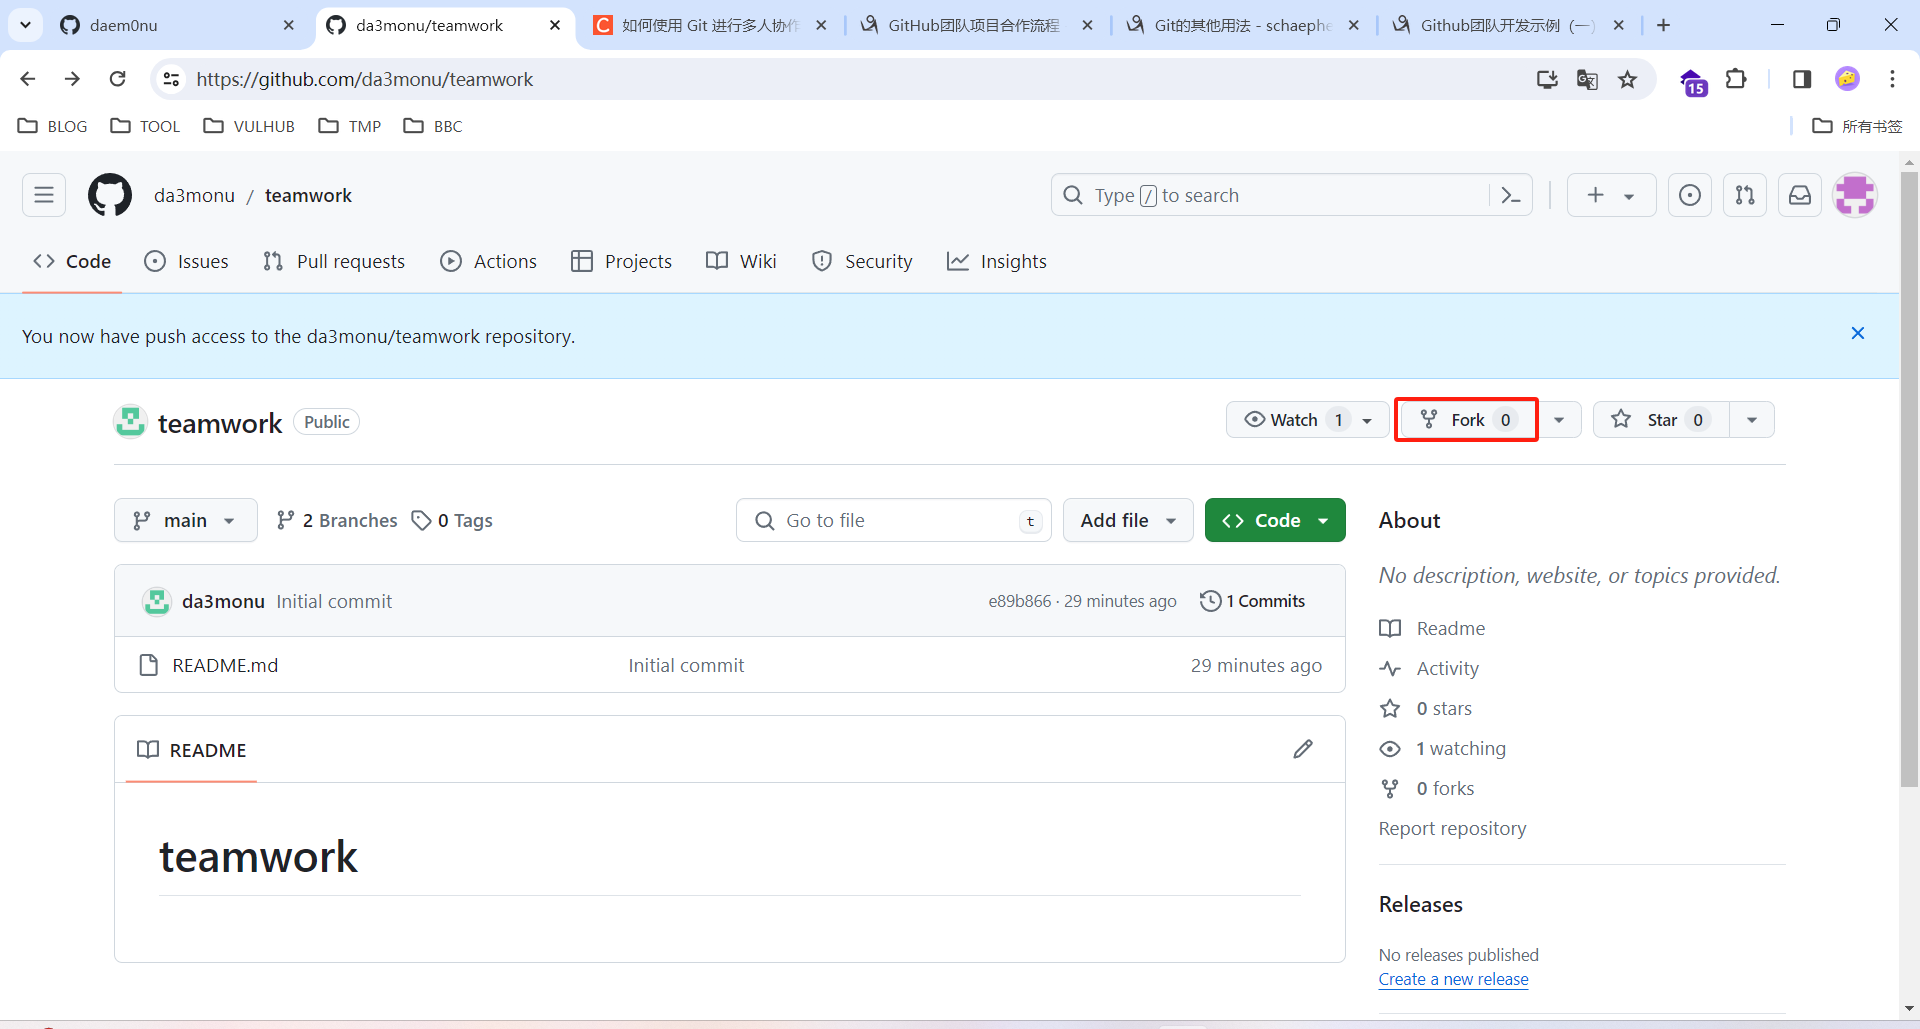 daem0nu
da3monu/teamwork
如何使用 Git 进行多人协作
GitHub团队项目合作流程
Git的其他用法 - schaephe
Github团队开发示例（一）
https://github.com/da3monu/teamwork
15
BLOG
TOOL
VULHUB
TMP
BBC
所有书签
da3monu / teamwork
Type / to search
Code
Issues
Pull requests
Actions
Projects
Wiki
Security
Insights
You now have push access to the da3monu/teamwork repository.
teamwork Public
Watch 1
Fork 0
Star 0
main
2 Branches
0 Tags
Go to file t
Add file
Code
da3monu Initial commit
e89b866 · 29 minutes ago
1 Commits
README.md
Initial commit
29 minutes ago
README
teamwork
About
No description, website, or topics provided.
Readme
Activity
0 stars
1 watching
0 forks
Report repository
Releases
No releases published
Create a new release